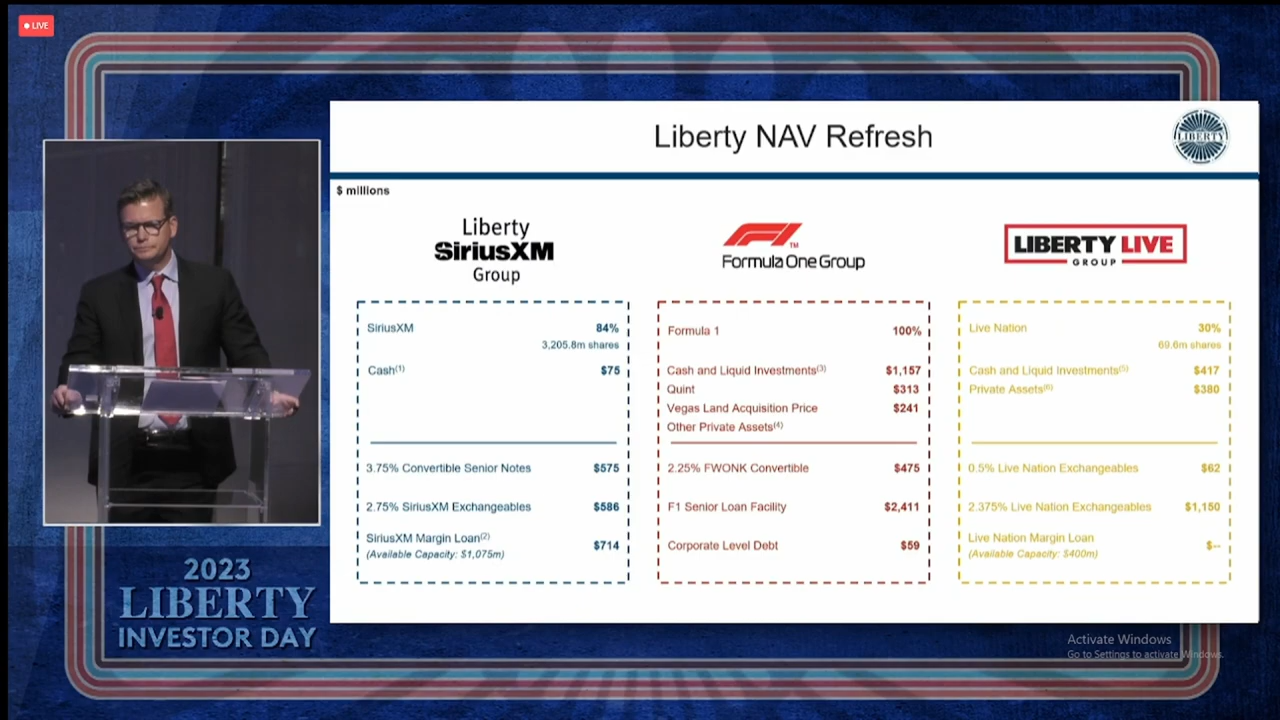 LIVE
Liberty NAV Refresh
LIBERTY
$ millions
Liberty
SiriusXM
Group
SiriusXM 84%
3,205.8m shares
Cash(1) $75
3.75% Convertible Senior Notes $575
2.75% SiriusXM Exchangeables $586
SiriusXM Margin Loan(2) $714
(Available Capacity: $1,075m)
F1 TM
Formula One Group
Formula 1 100%
Cash and Liquid Investments(3) $1,157
Quint $313
Vegas Land Acquisition Price $241
Other Private Assets(4)
2.25% FWONK Convertible $475
F1 Senior Loan Facility $2,411
Corporate Level Debt $59
LIBERTY LIVE
GROUP
Live Nation 30%
69.6m shares
Cash and Liquid Investments(5) $417
Private Assets(6) $380
0.5% Live Nation Exchangeables $62
2.375% Live Nation Exchangeables $1,150
Live Nation Margin Loan $--
(Available Capacity: $400m)
2023
LIBERTY
INVESTOR DAY
Activate Windows
Go to Settings to activate Windows.